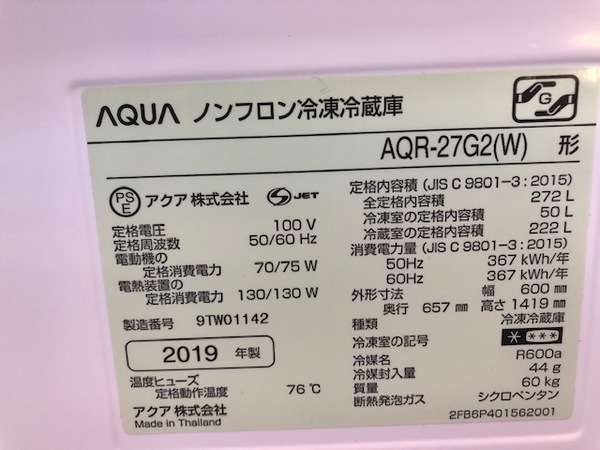 AQUA ノンフロン冷凍冷蔵庫
G
AQR-27G2(W) 形
PS
E
アクア株式会社
S JET
定格電圧 100 V
定格周波数 50/60 Hz
電動機の
定格消費電力 70/75 W
電熱装置の
定格消費電力 130/130 W
製造番号 9TW01142
2019 年製
温度ヒューズ
定格動作温度 76℃
アクア株式会社
Made in Thailand
定格内容積 (JIS C 9801-3:2015)
全定格内容積 272 L
冷凍室の定格内容積 50 L
冷蔵室の定格内容積 222 L
消費電力量 (JIS C 9801-3:2015)
50Hz 367 kWh/年
60Hz 367 kWh/年
外形寸法 幅 600 ㎜
奥行 657 ㎜ 高さ 1419 ㎜
種類 冷凍冷蔵庫
冷凍室の記号 * ***
冷媒名 R600a
冷媒封入量 44 g
質量 60 kg
断熱発泡ガス シクロペンタン
2FB6P401562001